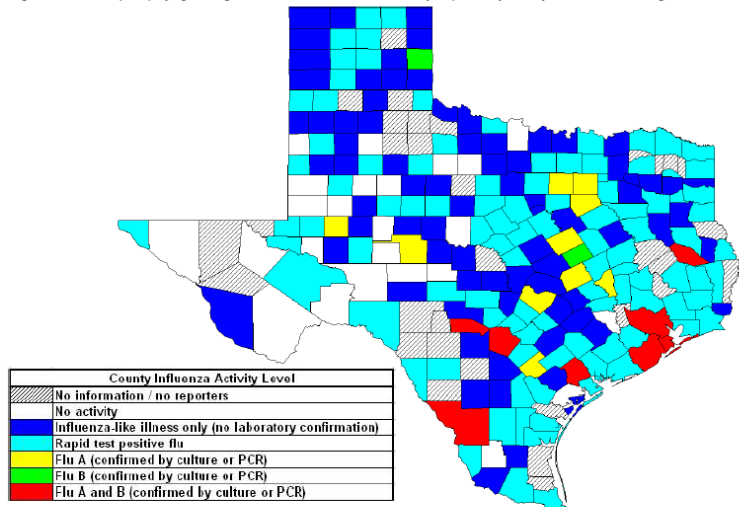 County Influenza Activity Level
No information / no reporters
No activity
Influenza-like illness only (no laboratory confirmation)
Rapid test positive flu
Flu A (confirmed by culture or PCR)
Flu B (confirmed by culture or PCR)
Flu A and B (confirmed by culture or PCR)